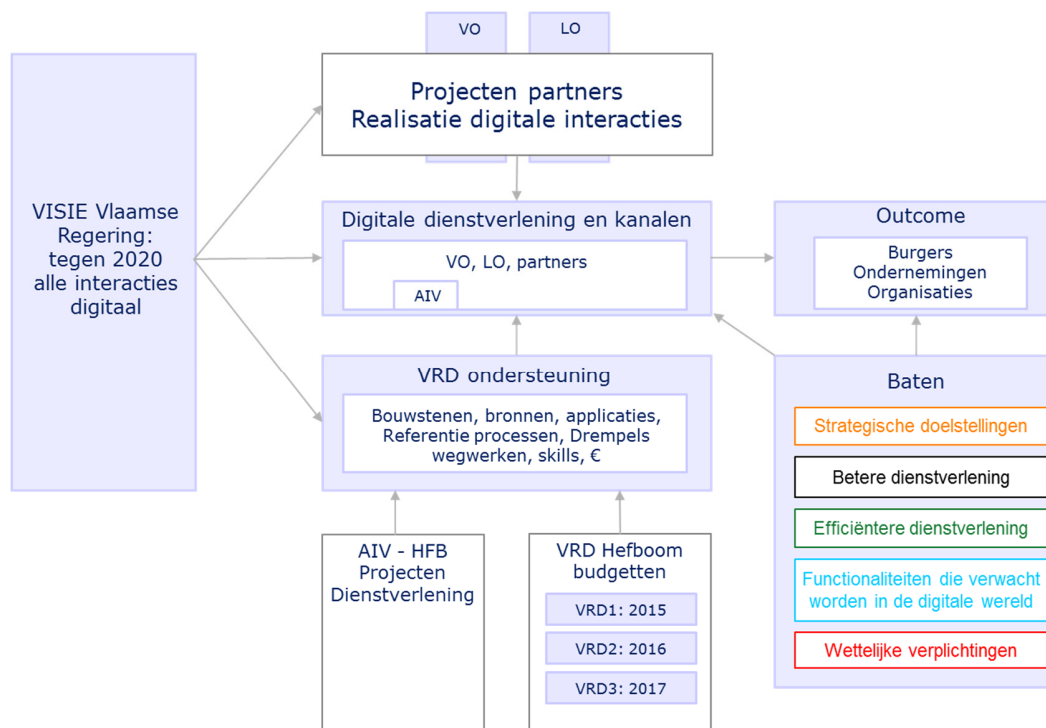 VO
LO
Projecten partners
Realisatie digitale interacties
VISIE Vlaamse
Regering:
tegen 2020
alle interacties
digitaal
Digitale dienstverlening en kanalen
VO, LO, partners
AIV
Outcome
Burgers
Ondernemingen
Organisaties
VRD ondersteuning
Bouwstenen, bronnen, applicaties,
Referentie processen, Drempels
wegwerken, skills, €
Baten
Strategische doelstellingen
Betere dienstverlening
Efficiëntere dienstverlening
Functionaliteiten die verwacht
worden in de digitale wereld
Wettelijke verplichtingen
AIV - HFB
Projecten
Dienstverlening
VRD Hefboom
budgetten
VRD1: 2015
VRD2: 2016
VRD3: 2017